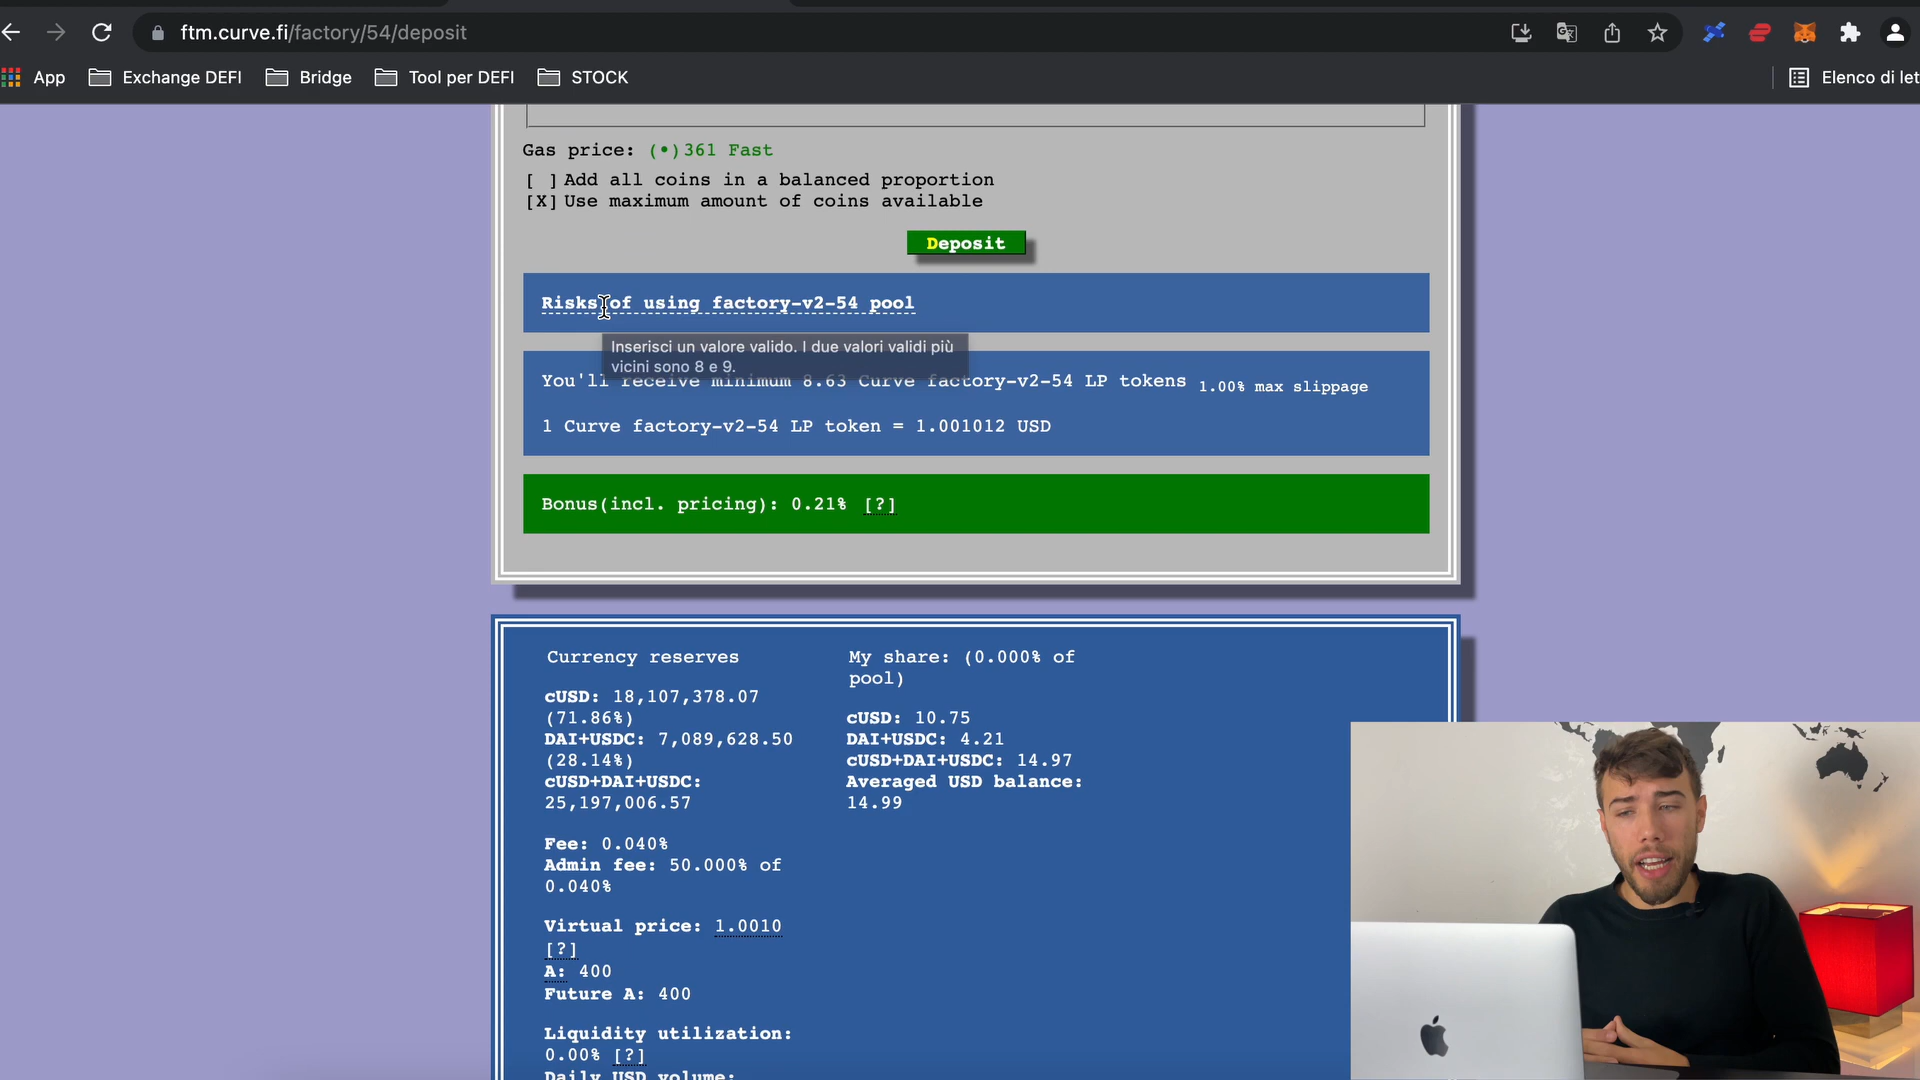 ftm.curve.fi/factory/54/deposit
App
Exchange DEFI
Bridge
Tool per DEFI
STOCK
Elenco di let
Gas price: (•)361 Fast
[ ] Add all coins in a balanced proportion
[X] Use maximum amount of coins available
Deposit
Risks of using factory-v2-54 pool
Inserisci un valore valido. I due valori validi più
vicini sono 8 e 9.
You'll receive minimum 8.63 Curve factory-v2-54 LP tokens 1.00% max slippage
1 Curve factory-v2-54 LP token = 1.001012 USD
Bonus(incl. pricing): 0.21% [?]
Currency reserves
cUSD: 18,107,378.07
(71.86%)
DAI+USDC: 7,089,628.50
(28.14%)
cUSD+DAI+USDC:
25,197,006.57
Fee: 0.040%
Admin fee: 50.000% of
0.040%
Virtual price: 1.0010
[?]
A: 400
Future A: 400
Liquidity utilization:
0.00% [?]
Daily USD volume:
My share: (0.000% of
pool)
cUSD: 10.75
DAI+USDC: 4.21
cUSD+DAI+USDC: 14.97
Averaged USD balance:
14.99